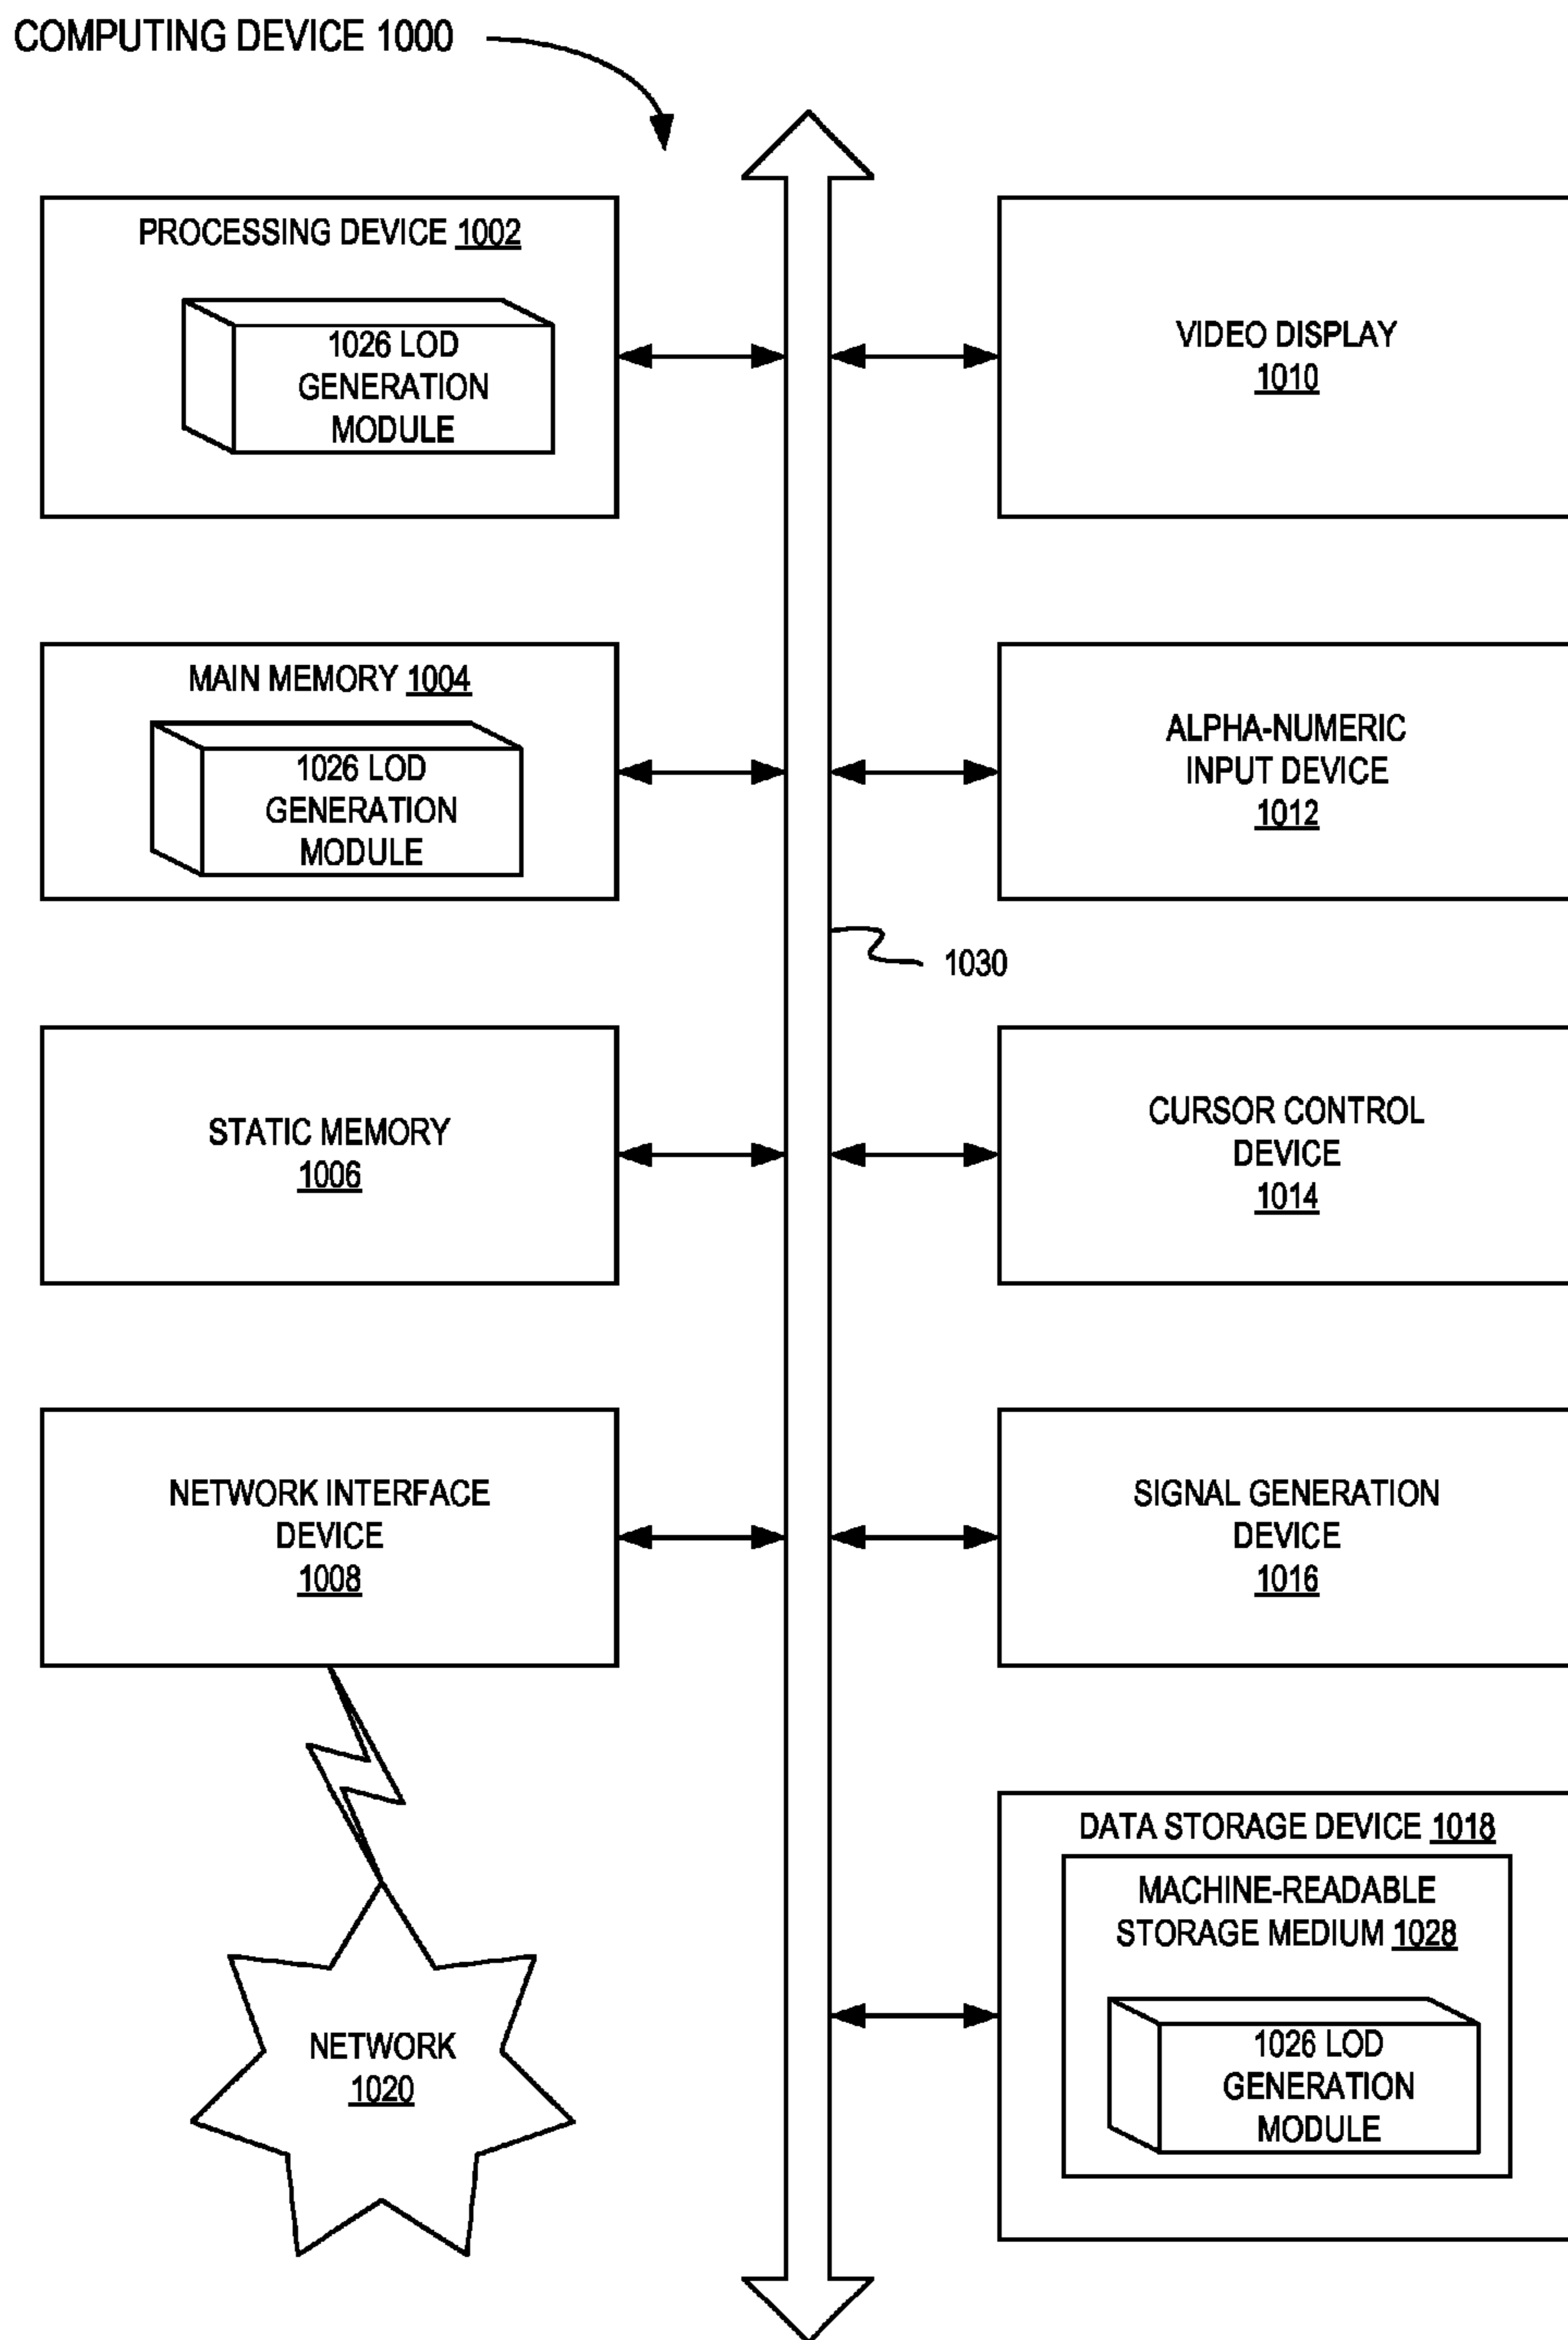 COMPUTING DEVICE 1000
PROCESSING DEVICE 1002
1026 LOD
GENERATION
MODULE
VIDEO DISPLAY
1010
MAIN MEMORY 1004
1026 LOD
GENERATION
MODULE
ALPHA-NUMERIC
INPUT DEVICE
1012
1030
STATIC MEMORY
1006
CURSOR CONTROL
DEVICE
1014
NETWORK INTERFACE
DEVICE
1008
SIGNAL GENERATION
DEVICE
1016
DATA STORAGE DEVICE 1018
MACHINE-READABLE
STORAGE MEDIUM 1028
1026 LOD
GENERATION
MODULE
NETWORK
1020